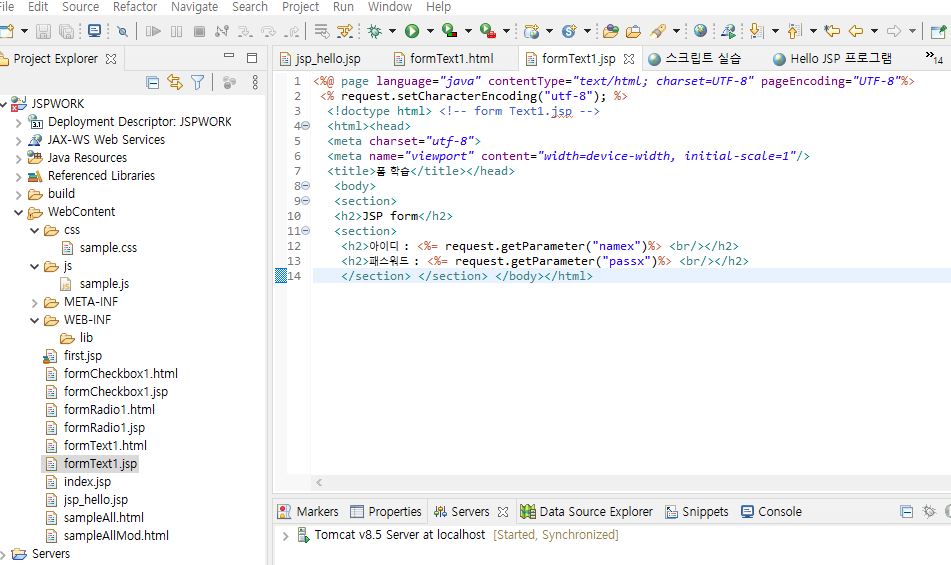 File Edit Source Refactor Navigate Search Project Run Window Help
Project Explorer
JSPWORK
Deployment Descriptor: JSPWORK
JAX-WS Web Services
Java Resources
Referenced Libraries
build
WebContent
css
sample.css
js
sample.js
META-INF
WEB-INF
lib
first.jsp
formCheckbox1.html
formCheckbox1.jsp
formRadio1.html
formRadio1.jsp
formText1.html
formText1.jsp
index.jsp
jsp_hello.jsp
sampleAll.html
sampleAllMod.html
Servers
jsp_hello.jsp formText1.html formText1.jsp 스크립트 실습 Hello JSP 프로그램 »14
1 <%@ page language="java" contentType="text/html; charset=UTF-8" pageEncoding="UTF-8"%>
2 <% request.setCharacterEncoding("utf-8"); %>
3 <!doctype html> <!-- form Text1.jsp -->
4 <html><head>
5 <meta charset="utf-8">
6 <meta name="viewport" content="width=device-width, initial-scale=1"/>
7 <title>폼 학습</title></head>
8 <body>
9 <section>
10 <h2>JSP form</h2>
11 <section>
12 <h2>아이디 : <%= request.getParameter("namex")%> <br/></h2>
13 <h2>패스워드 : <%= request.getParameter("passx")%> <br/></h2>
14 </section> </section> </body></html>
Markers Properties Servers Data Source Explorer Snippets Console
Tomcat v8.5 Server at localhost [Started, Synchronized]